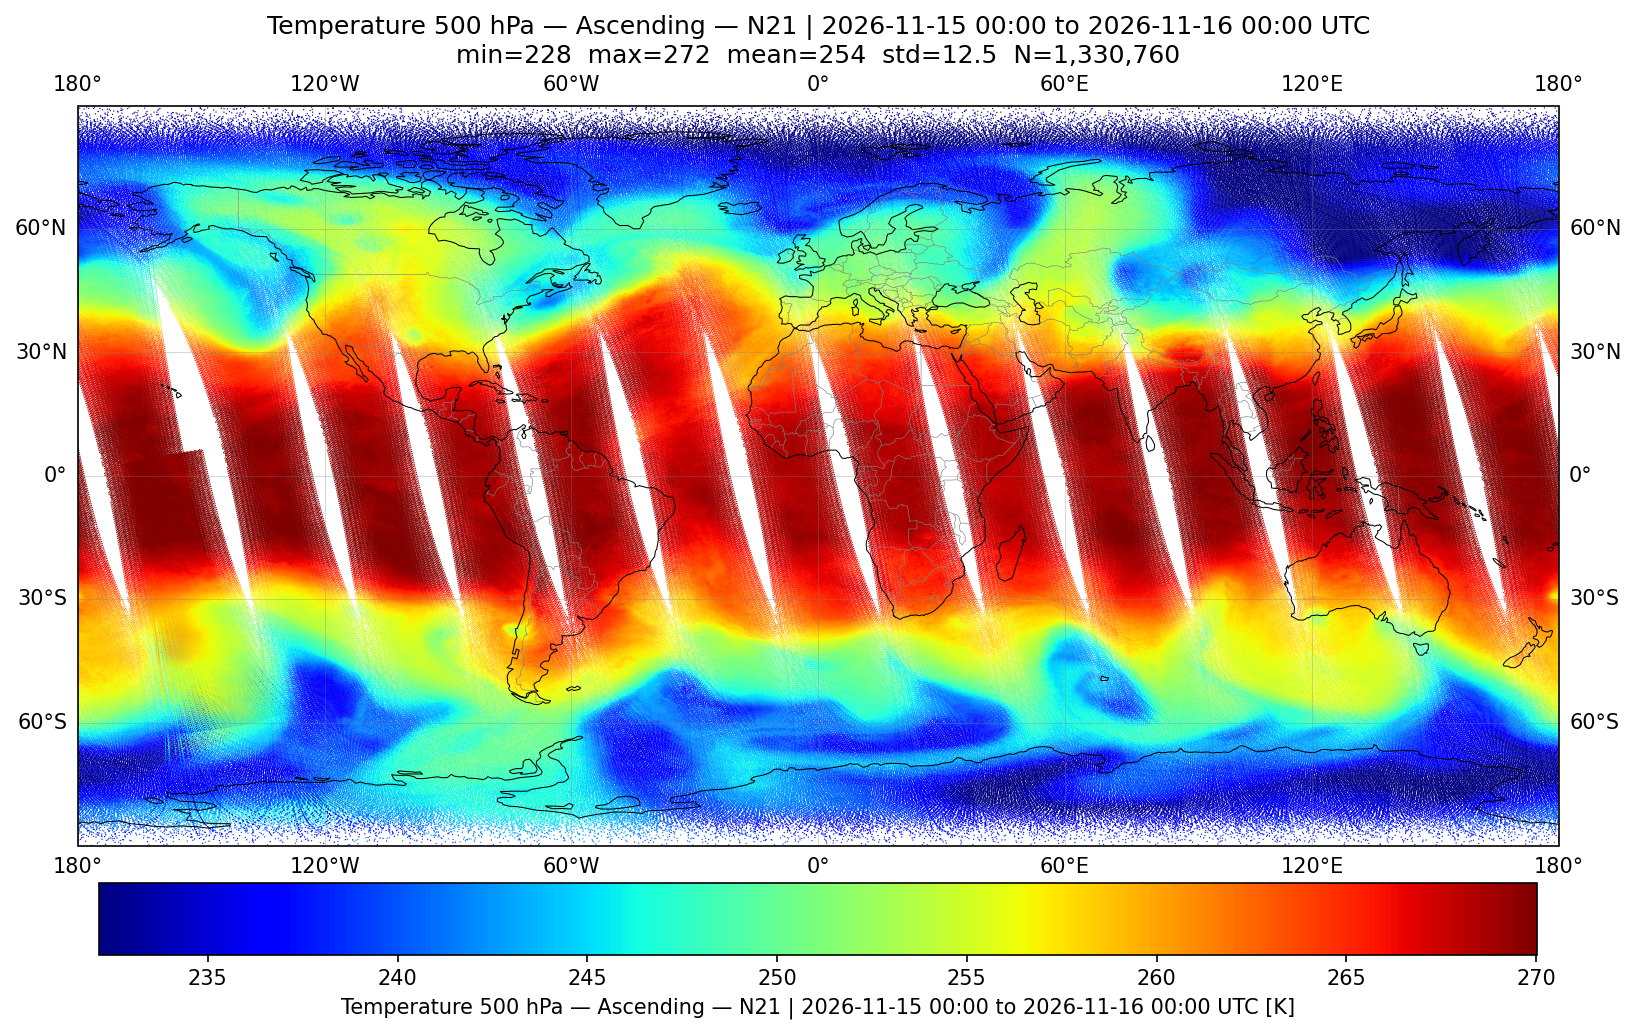 Temperature 500 hPa — Ascending — N21 | 2026-11-15 00:00 to 2026-11-16 00:00 UTC
min=228  max=272  mean=254  std=12.5  N=1,330,760
180° 120°W 60°W 0° 60°E 120°E 180°
60°N 60°N
30°N 30°N
0° 0°
30°S 30°S
60°S 60°S
180° 120°W 60°W 0° 60°E 120°E 180°
235 240 245 250 255 260 265 270
Temperature 500 hPa — Ascending — N21 | 2026-11-15 00:00 to 2026-11-16 00:00 UTC [K]